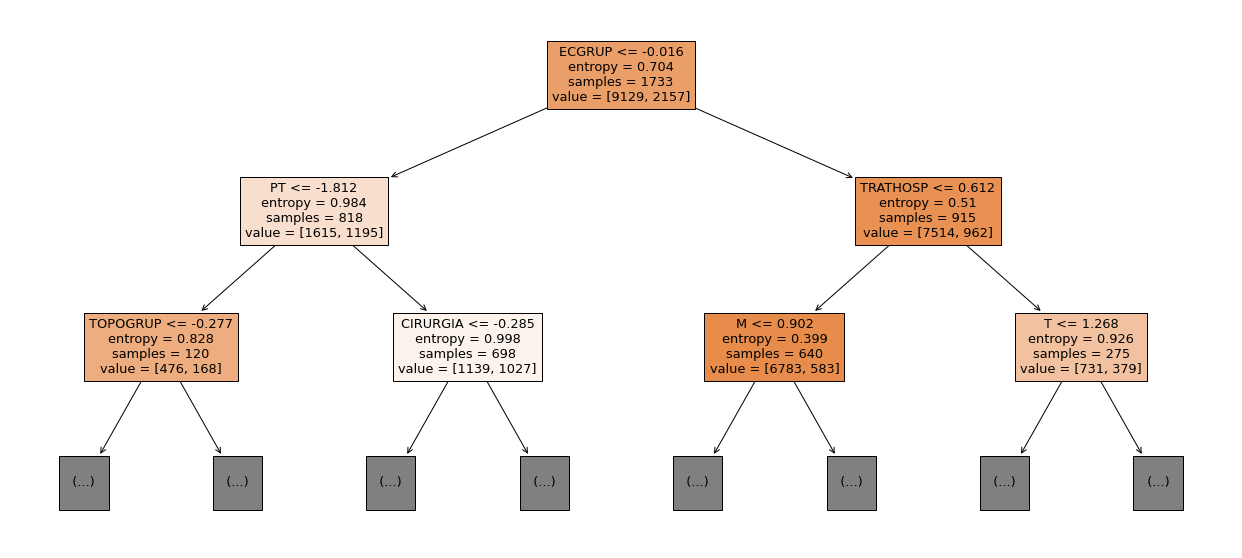 ECGRUP <= -0.016
entropy = 0.704
samples = 1733
value = [9129, 2157]
PT <= -1.812
entropy = 0.984
samples = 818
value = [1615, 1195]
TRATHOSP <= 0.612
entropy = 0.51
samples = 915
value = [7514, 962]
TOPOGRUP <= -0.277
entropy = 0.828
samples = 120
value = [476, 168]
CIRURGIA <= -0.285
entropy = 0.998
samples = 698
value = [1139, 1027]
M <= 0.902
entropy = 0.399
samples = 640
value = [6783, 583]
T <= 1.268
entropy = 0.926
samples = 275
value = [731, 379]
(...)
(...)
(...)
(...)
(...)
(...)
(...)
(...)